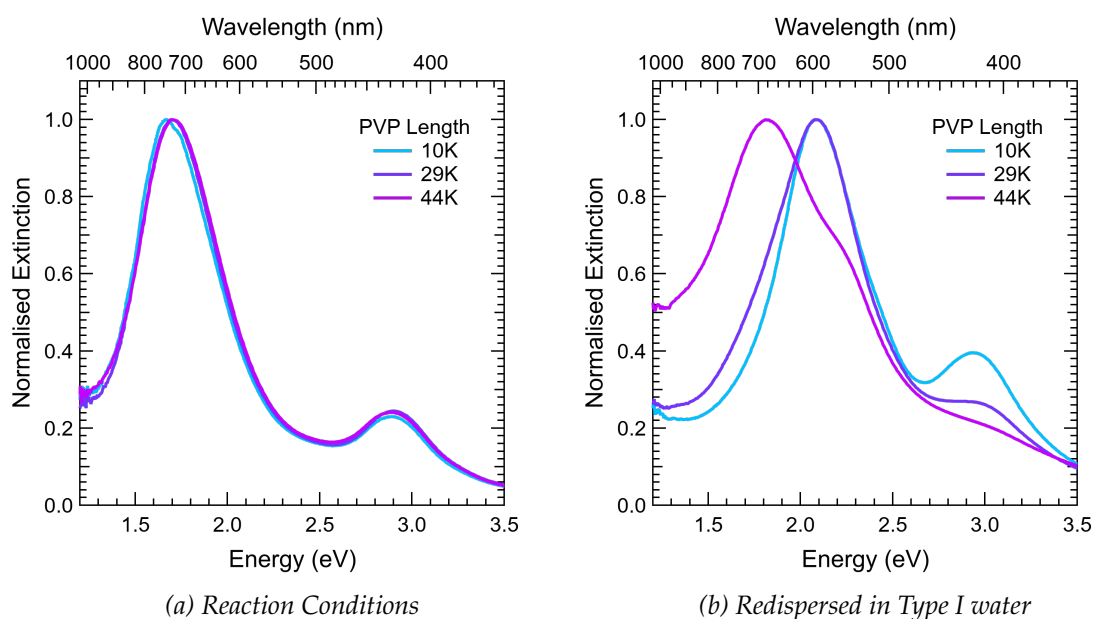 Wavelength (nm)
1000 800 700 600 500 400
1.0
0.8
0.6
0.4
0.2
0.0
Normalised Extinction
PVP Length
10K
29K
44K
1.5 2.0 2.5 3.0 3.5
Energy (eV)
(a) Reaction Conditions
Wavelength (nm)
1000 800 700 600 500 400
1.0
0.8
0.6
0.4
0.2
0.0
Normalised Extinction
PVP Length
10K
29K
44K
1.5 2.0 2.5 3.0 3.5
Energy (eV)
(b) Redispersed in Type I water